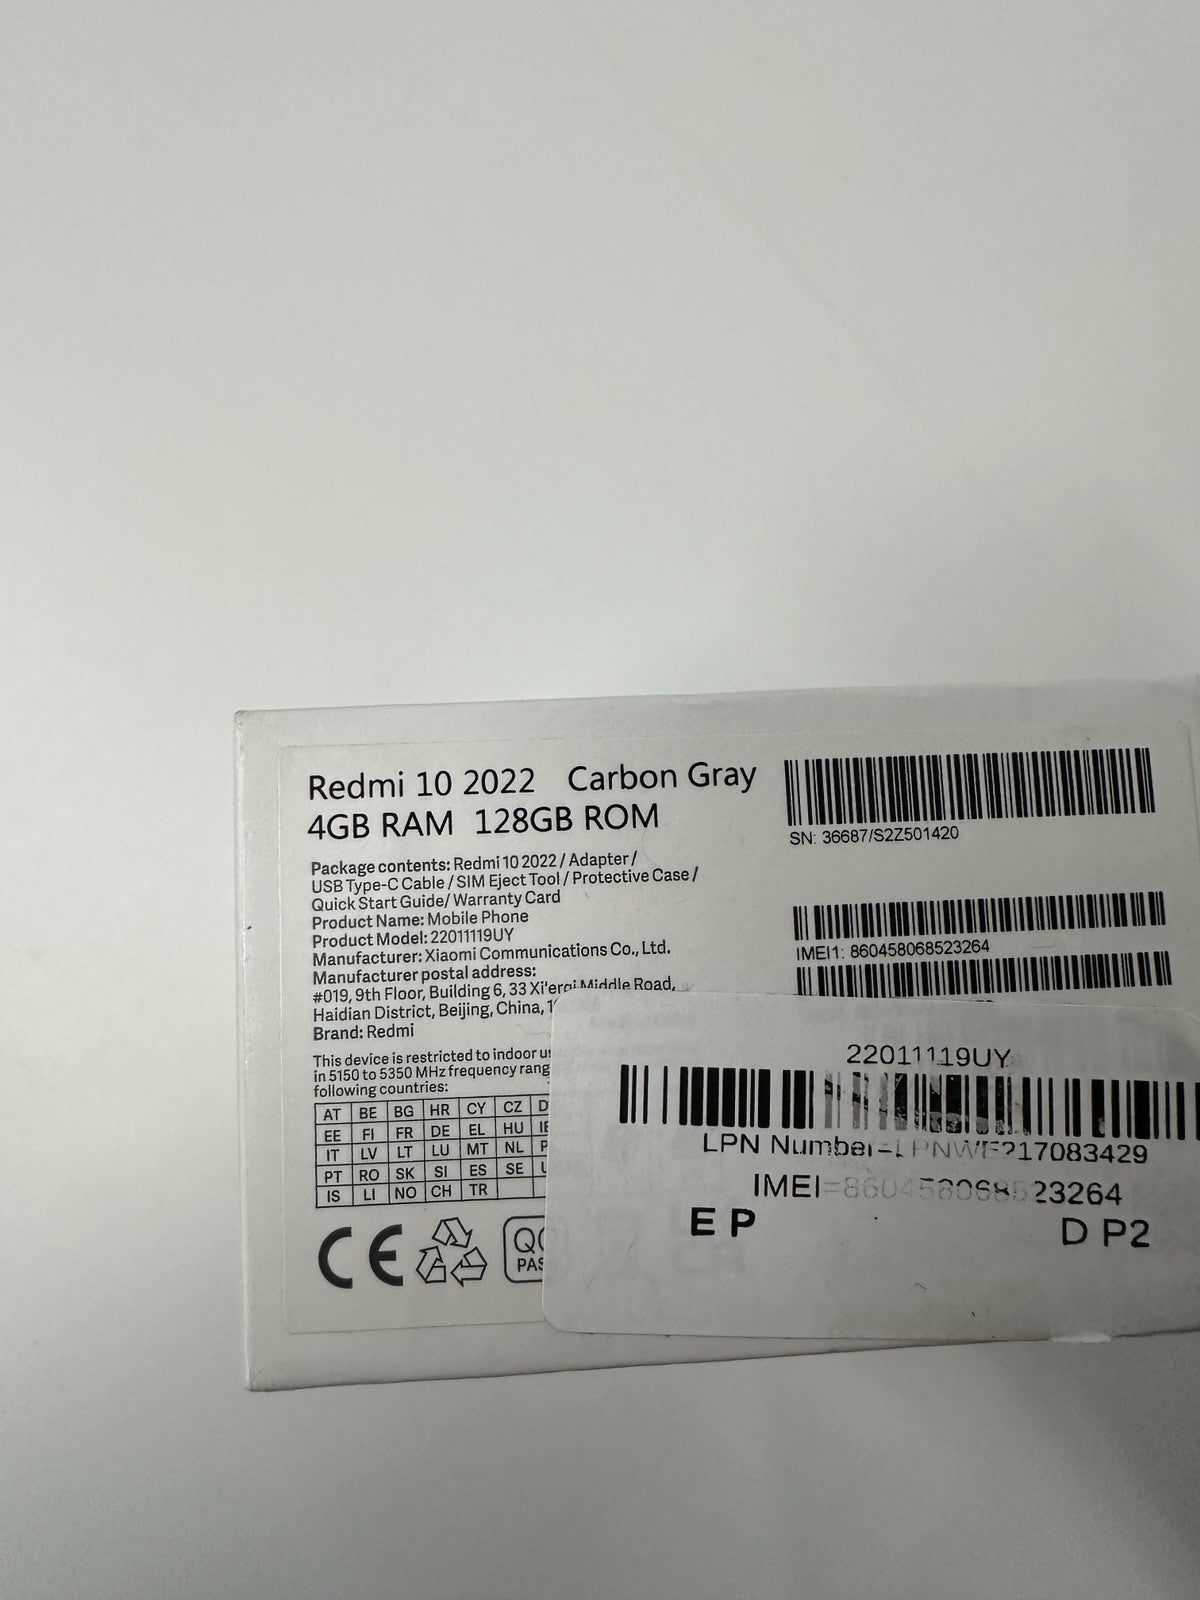 Redmi 10 2022 Carbon Gray
4GB RAM 128GB ROM
Package contents: Redmi 10 2022 / Adapter /
USB Type-C Cable / SIM Eject Tool / Protective Case /
Quick Start Guide/ Warranty Card
Product Name: Mobile Phone
Product Model: 22011119UY
Manufacturer: Xiaomi Communications Co., Ltd.
Manufacturer postal address:
#019, 9th Floor, Building 6, 33 Xi'erqi Middle Road,
Haidian District, Beijing, China,
Brand: Redmi
This device is restricted to indoor
in 5150 to 5350 MHz frequency
following countries:
AT BE BG HR CY CZ
EE FI FR DE EL HU
IT LV LT LU MT NL
PT RO SK SI ES SE
IS LI NO CH TR
CE
SN: 36687/S2Z501420
IMEI1: 860458068523264
22011119UY
LPN Number=LPNWE217083429
IMEI=860458068523264
E P
D P2